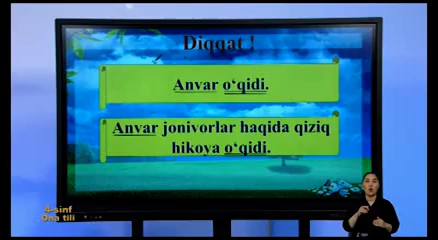 Diqqat !
Anvar o‘qidi.
Anvar jonivorlar haqida qiziq
hikoya o‘qidi.
4-sinf
Ona tili